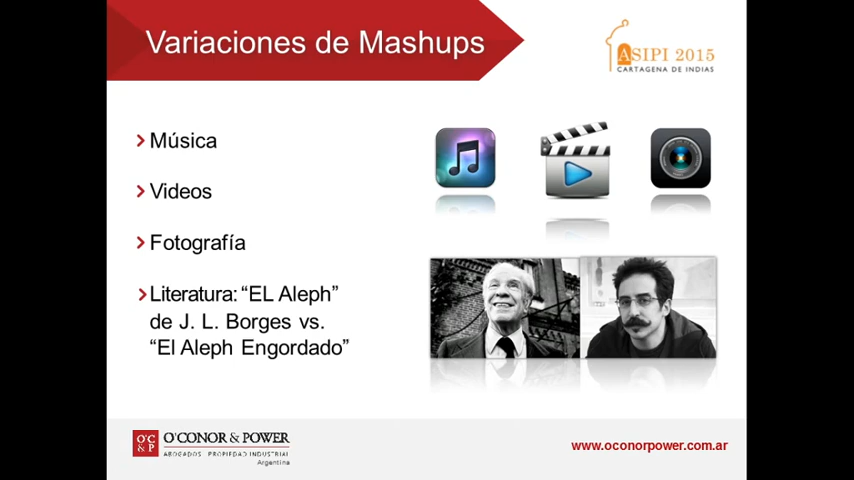 Variaciones de Mashups
ASIPI 2015
CARTAGENA DE INDIAS
Música
Videos
Fotografía
Literatura: “EL Aleph”
de J. L. Borges vs.
“El Aleph Engordado”
O'C
& P
O'CONOR & POWER
ABOGADOS · PROPIEDAD INDUSTRIAL
Argentina
www.oconorpower.com.ar